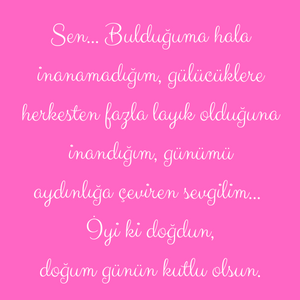 Sen... Bulduğuma hala
inanamadığım, gülücüklere
herkesten fazla layık olduğuna
inandığım, günümü
aydınlığa çeviren sevgilim...
İyi ki doğdun,
doğum günün kutlu olsun.